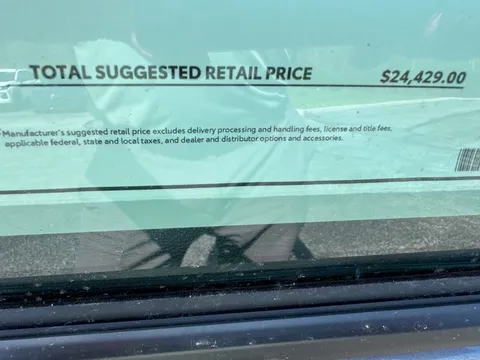 TOTAL SUGGESTED RETAIL PRICE $24,429.00
Manufacturer's suggested retail price excludes delivery processing and handling fees, license and title fees,
applicable federal, state and local taxes, and dealer and distributor options and accessories.